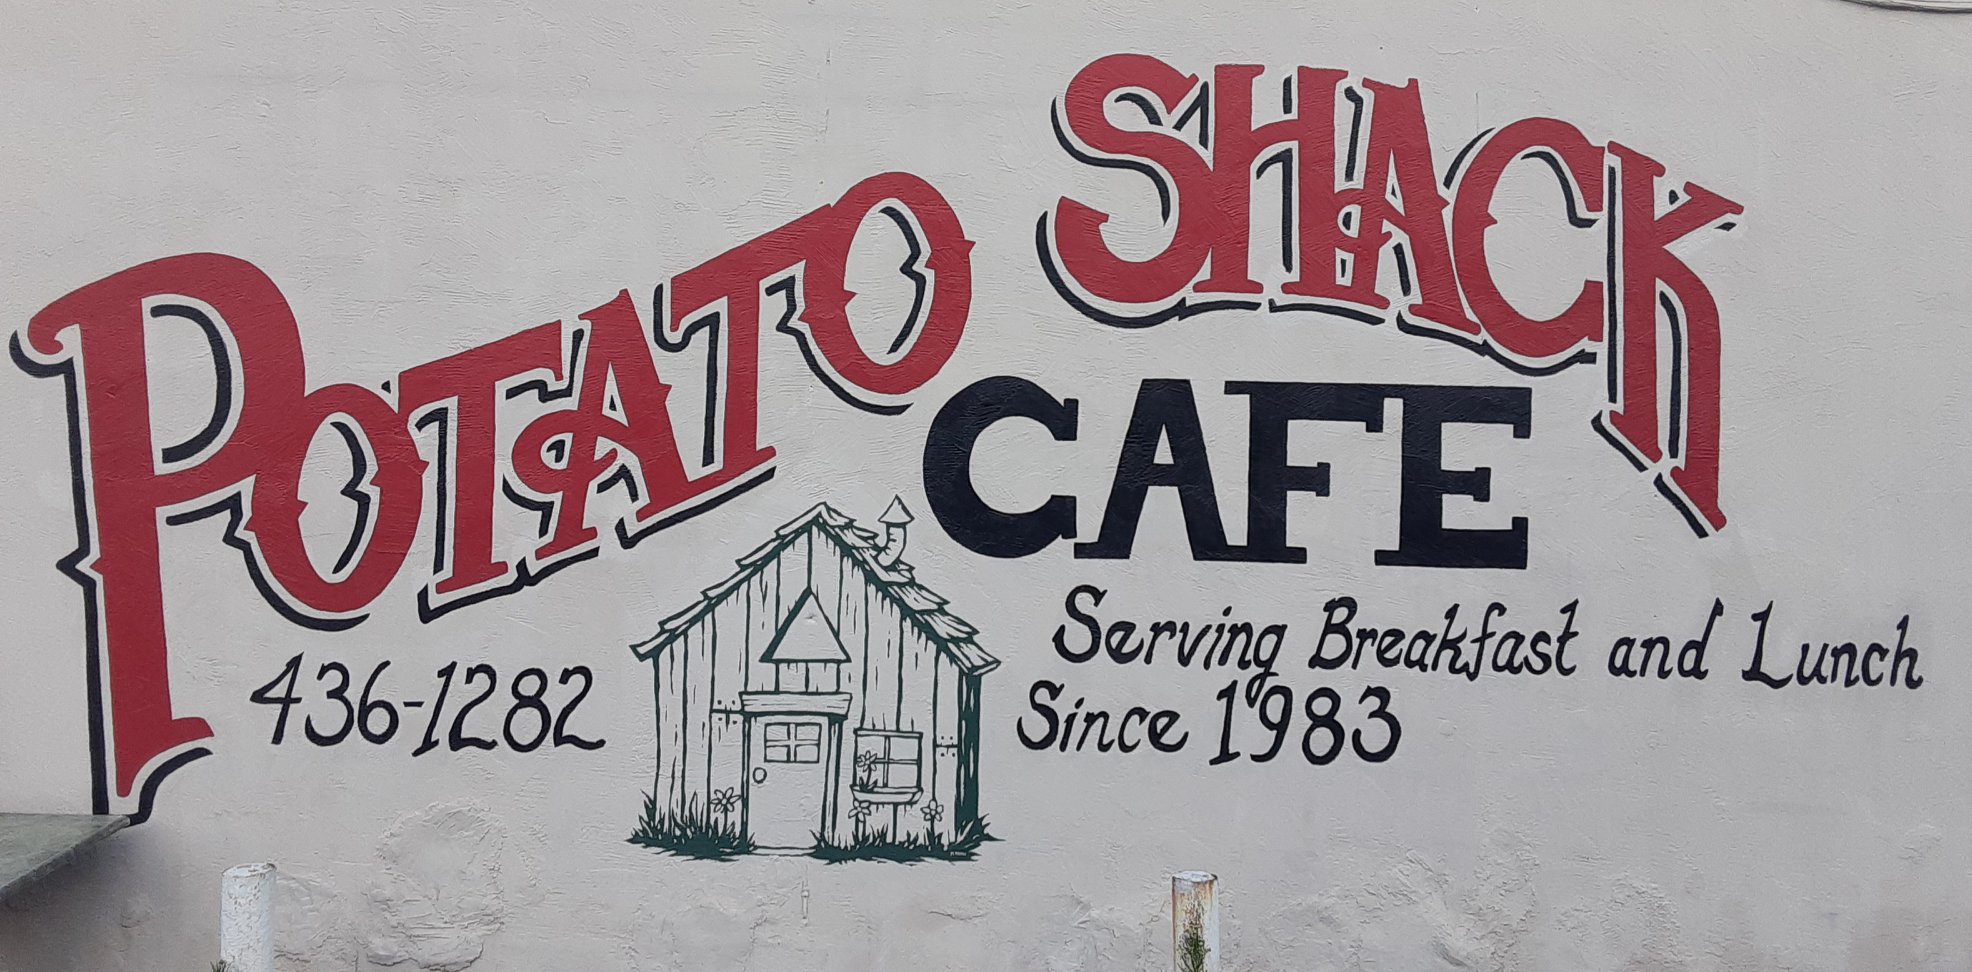 POTATO SHACK
CAFE
436-1282
Serving Breakfast and Lunch
Since 1983